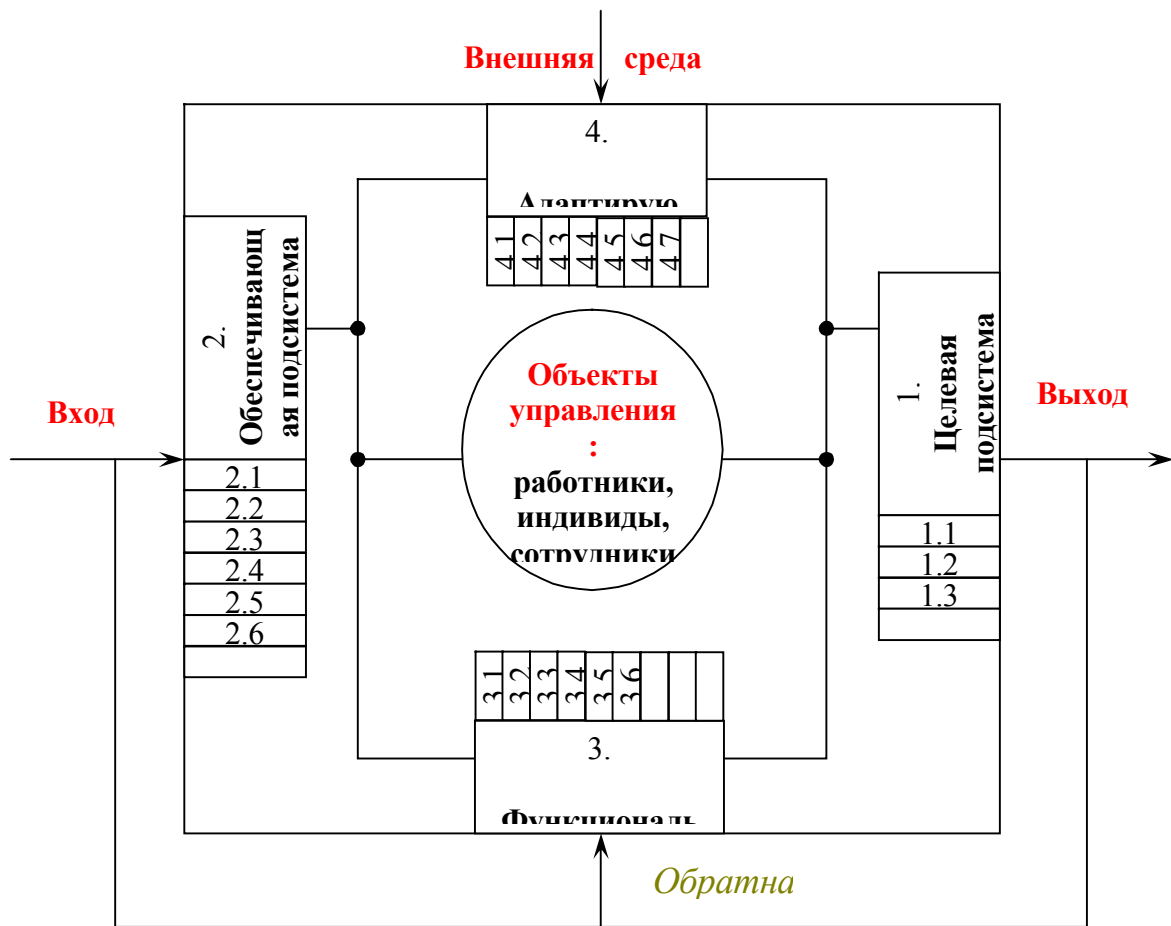 Внешняя среда
4.
Адаптирую
4.1
4.2
4.3
4.4
4.5
4.6
4.7
2.
Обеспечивающ
ая подсистема
2.1
2.2
2.3
2.4
2.5
2.6
Вход
Объекты
управления
:
работники,
индивиды,
сотрудники
1.
Целевая
подсистема
1.1
1.2
1.3
Выход
3.1
3.2
3.3
3.4
3.5
3.6
3.
Функциональ
Обратна